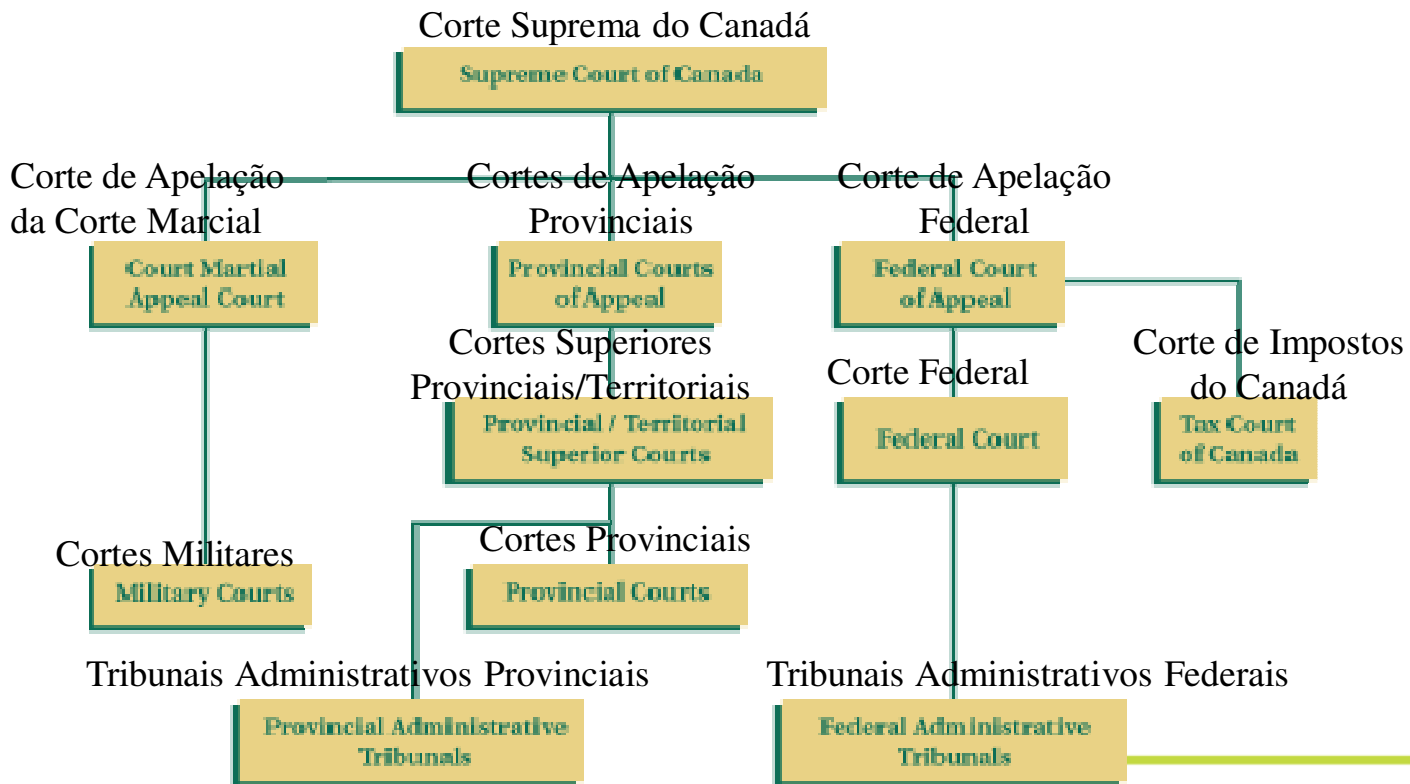 Corte Suprema do Canadá
Supreme Court of Canada
Corte de Apelação
da Corte Marcial
Court Martial
Appeal Court
Cortes de Apelação
Provinciais
Provincial Courts
of Appeal
Corte de Apelação
Federal
Federal Court
of Appeal
Cortes Superiores
Provinciais/Territoriais
Provincial / Territorial
Superior Courts
Corte Federal
Federal Court
Corte de Impostos
do Canadá
Tax Court
of Canada
Cortes Militares
Military Courts
Cortes Provinciais
Provincial Courts
Tribunais Administrativos Provinciais
Provincial Administrative
Tribunals
Tribunais Administrativos Federais
Federal Administrative
Tribunals